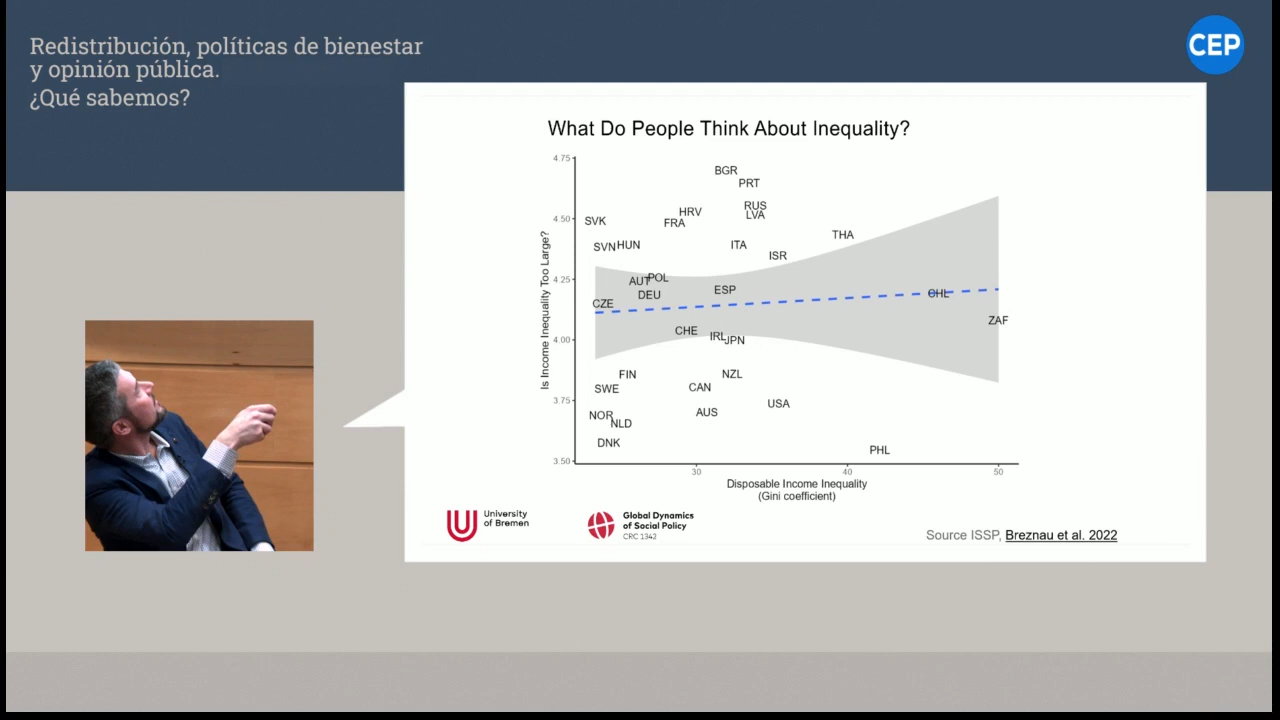 Redistribución, políticas de bienestar
y opinión pública.
¿Qué sabemos?
CEP
What Do People Think About Inequality?
Is Income Inequality Too Large?
4.75
4.50
4.25
4.00
3.75
3.50
BGR
PRT
RUS
LVA
HRV
FRA
SVK
SVN
HUN
ITA
THA
ISR
POL
AUT
DEU
ESP
CZE
CHL
ZAF
CHE
IRL
JPN
FIN
NZL
SWE
CAN
USA
NOR
AUS
NLD
DNK
PHL
30
40
50
Disposable Income Inequality
(Gini coefficient)
University
of Bremen
Global Dynamics
of Social Policy
CRC 1342
Source ISSP, Breznau et al. 2022